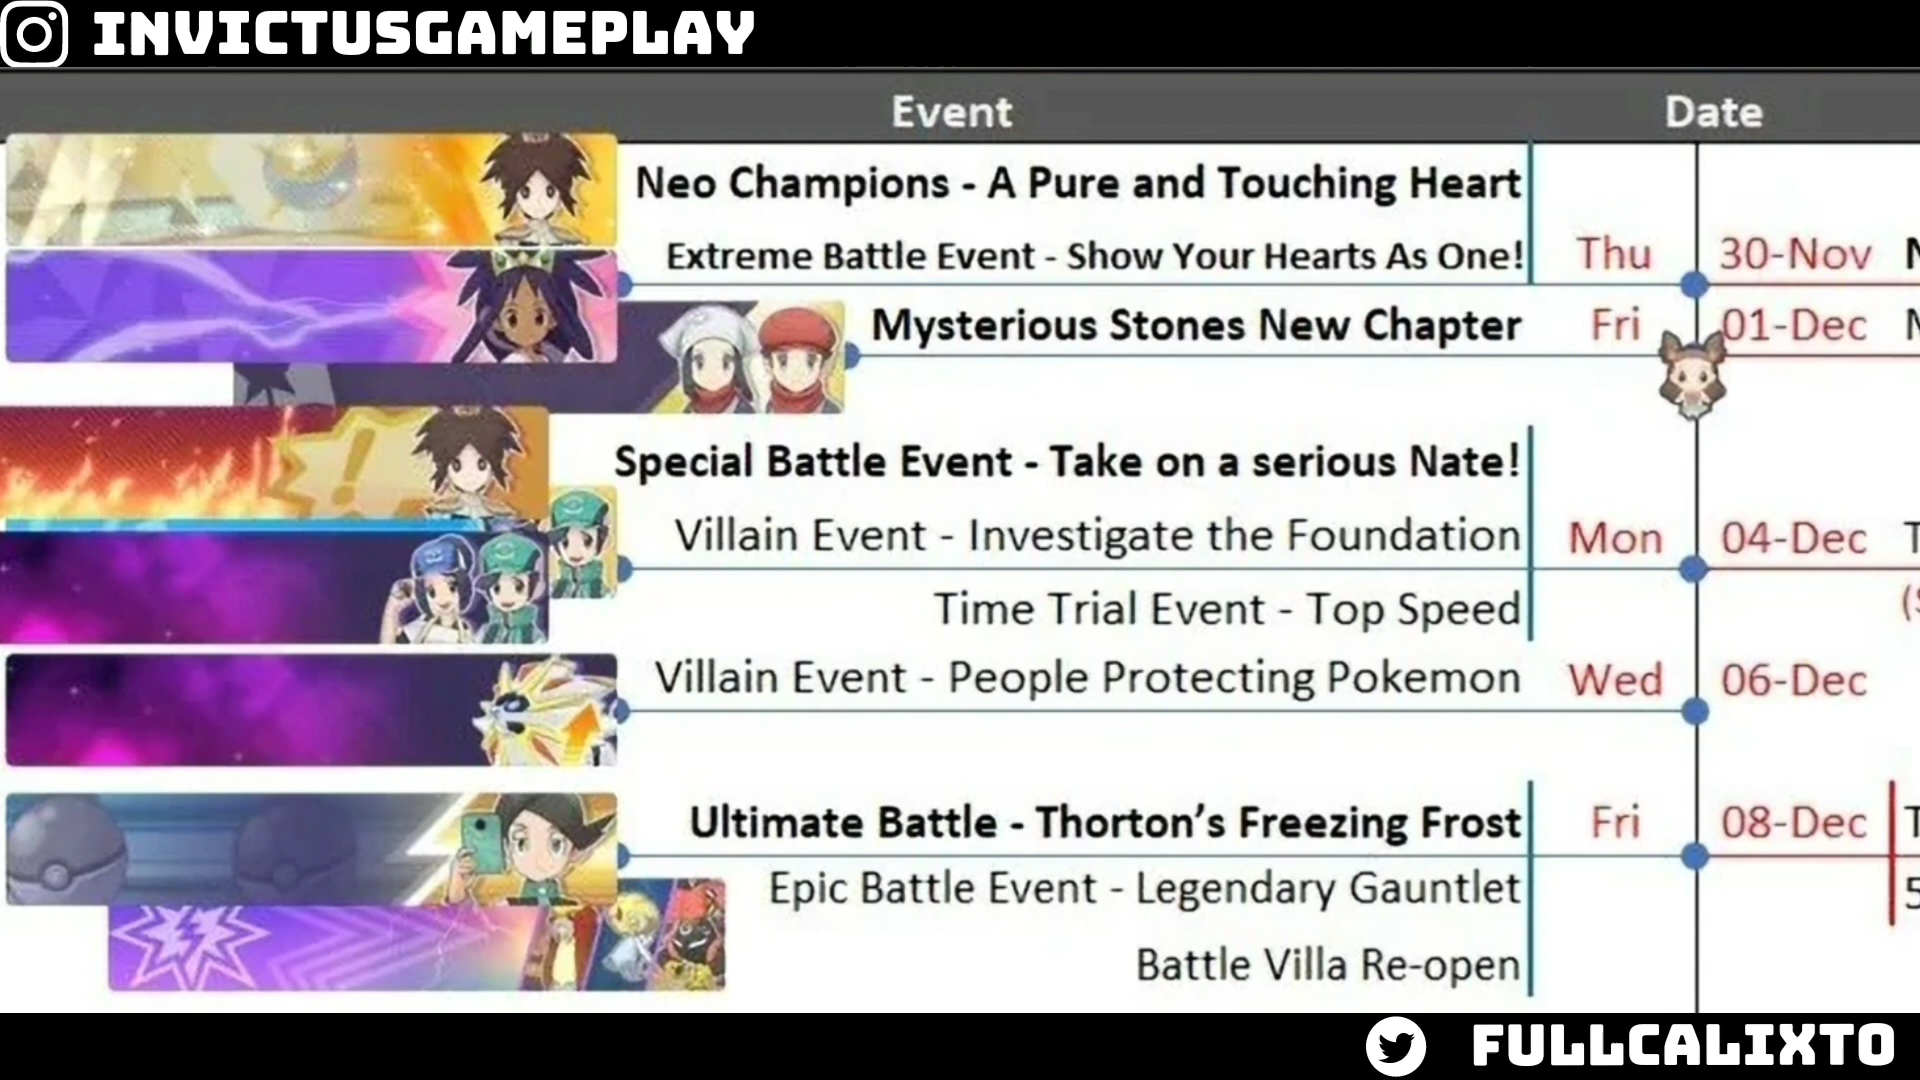 INVICTUSGAMEPLAY
Event Date
Neo Champions - A Pure and Touching Heart
Extreme Battle Event - Show Your Hearts As One! Thu 30-Nov
Mysterious Stones New Chapter Fri 01-Dec
Special Battle Event - Take on a serious Nate!
Villain Event - Investigate the Foundation Mon 04-Dec
Time Trial Event - Top Speed
Villain Event - People Protecting Pokemon Wed 06-Dec
Ultimate Battle - Thorton’s Freezing Frost Fri 08-Dec
Epic Battle Event - Legendary Gauntlet
Battle Villa Re-open
FULLCALIXTO